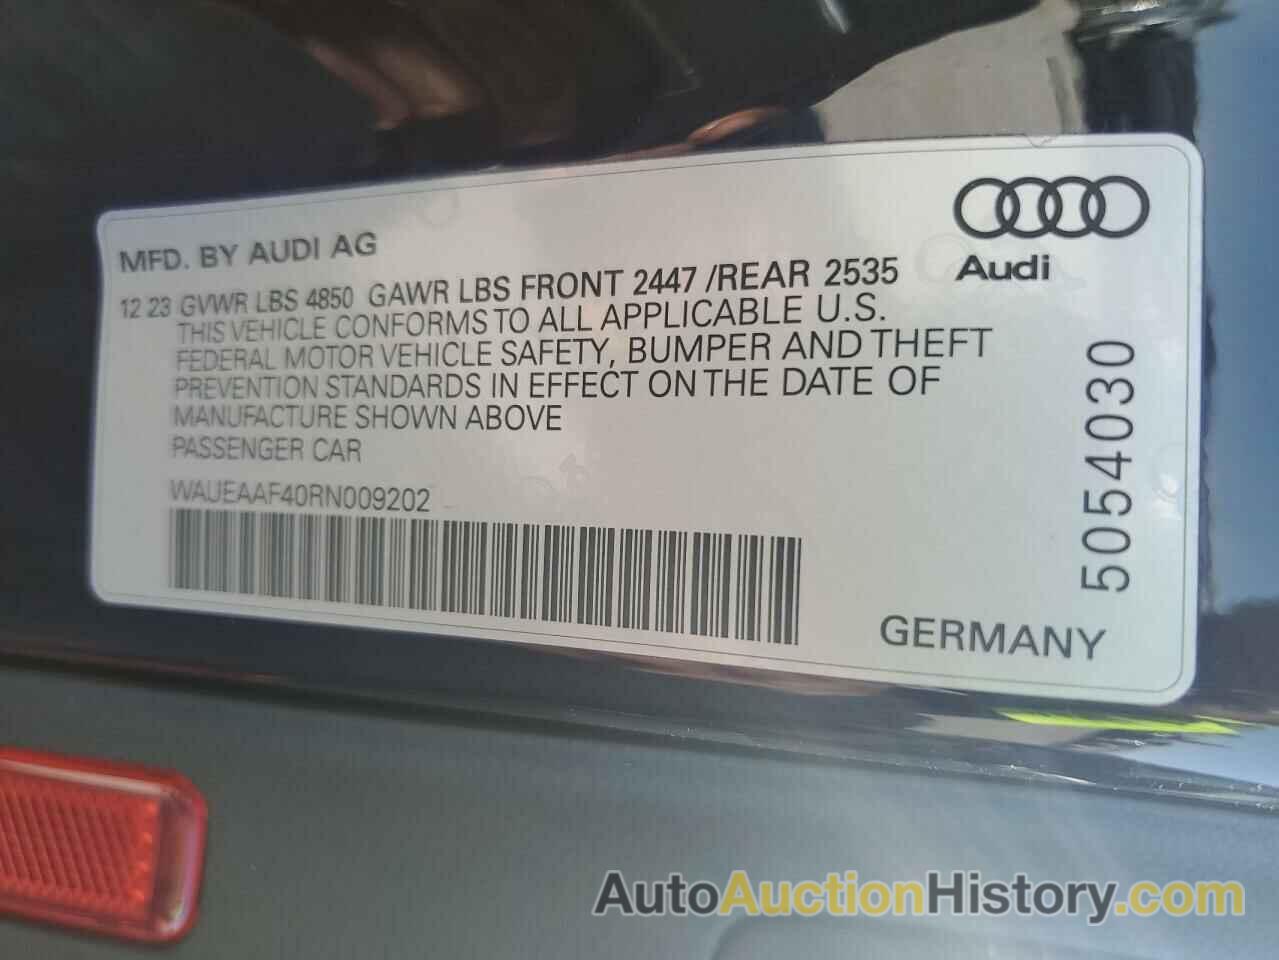 MFD. BY AUDI AG
12 23 GVWR LBS 4850 GAWR LBS FRONT 2447 /REAR 2535
THIS VEHICLE CONFORMS TO ALL APPLICABLE U.S.
FEDERAL MOTOR VEHICLE SAFETY, BUMPER AND THEFT
PREVENTION STANDARDS IN EFFECT ON THE DATE OF
MANUFACTURE SHOWN ABOVE
PASSENGER CAR
WAUEAAF40RN009202
Audi
5054030
GERMANY
AutoAuctionHistory.com